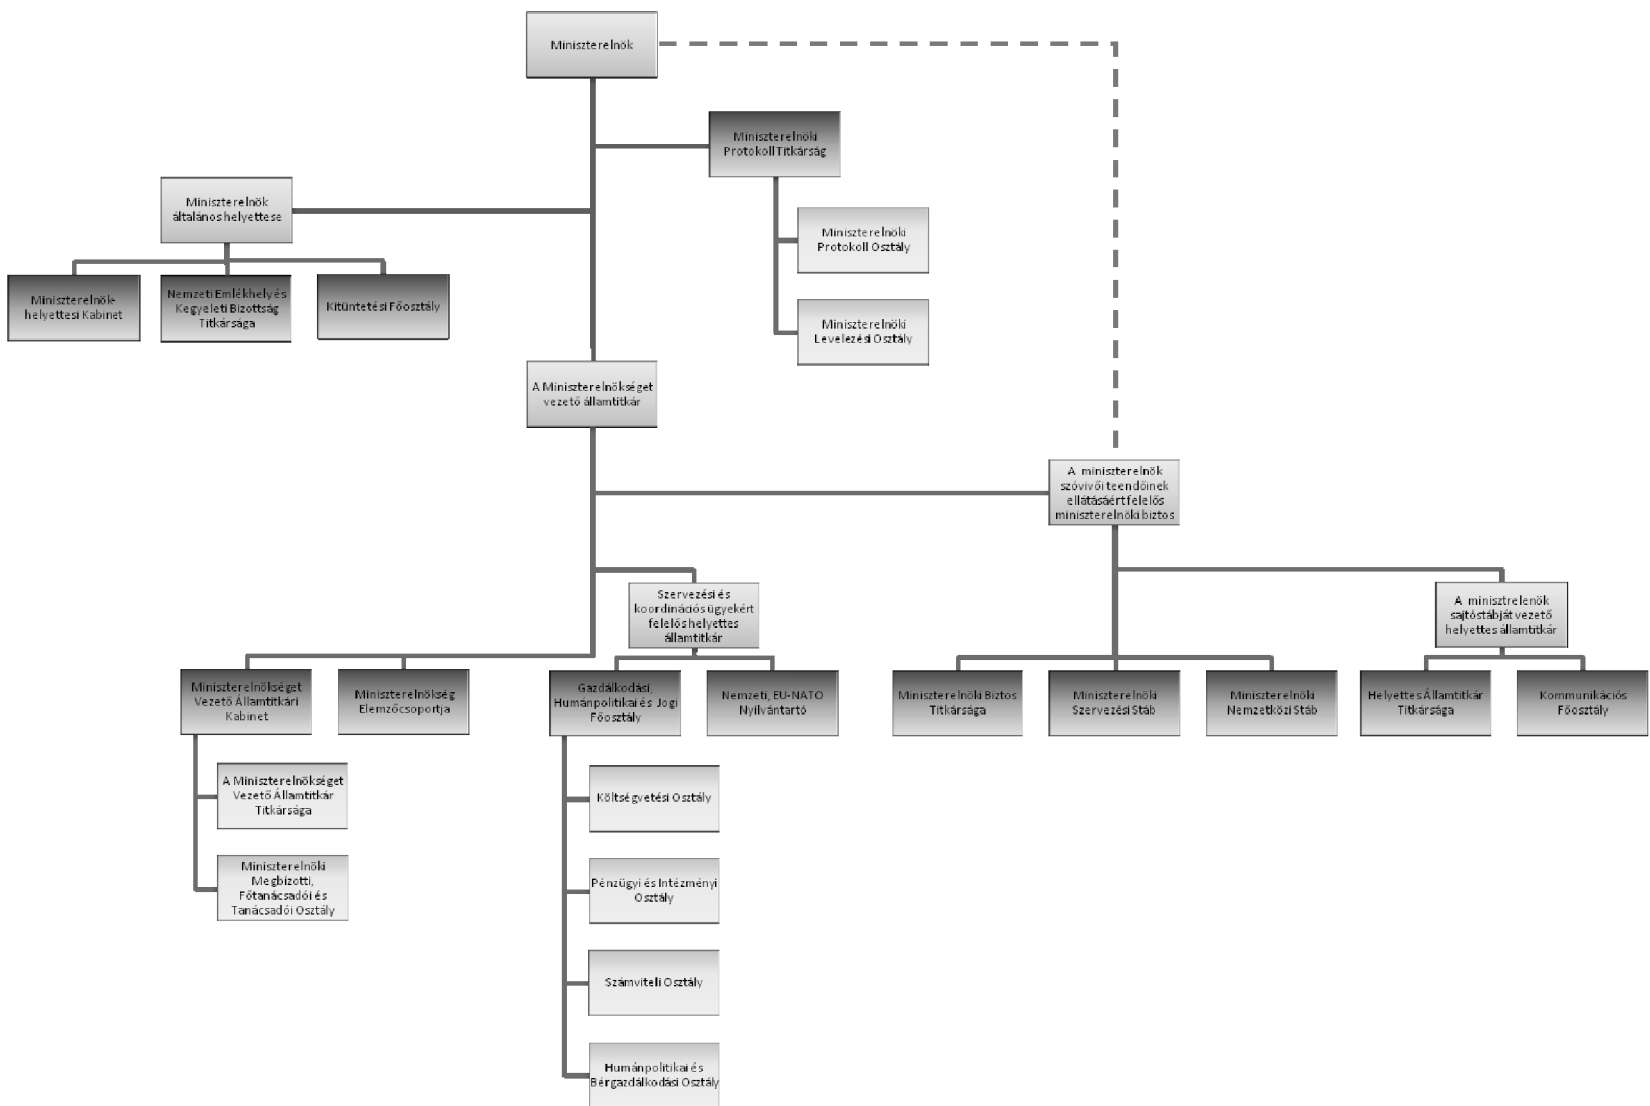 Miniszterelnök
Miniszterelnöki
Protokoll Titkárság
Miniszterelnök
általános helyettese
Miniszterelnöki
Protokoll Osztály
Miniszterelnök-
helyettesi Kabinet
Nemzeti Emlékhely és
Kegyeleti Bizottság
Titkársága
Kitüntetési Főosztály
Miniszterelnöki
Levelezési Osztály
A Miniszterelnökséget
vezető államtitkár
A miniszterelnök
szóvivői teendőinek
ellátásáért felelős
miniszterelnöki biztos
Szervezési és
koordinációs ügyekért
felelős helyettes
államtitkár
A minisztrelenök
sajtóstábját vezető
helyettes államtitkár
Miniszterelnökséget
Vezető Államtitkári
Kabinet
Miniszterelnökség
Elemzőcsoportja
Gazdálkodási,
Humánpolitikai és Jogi
Főosztály
Nemzeti, EU-NATO
Nyilvántartó
Miniszterelnöki Biztos
Titkársága
Miniszterelnöki
Szervezési Stáb
Miniszterelnöki
Nemzetközi Stáb
Helyettes Államtitkár
Titkársága
Kommunikációs
Főosztály
A Miniszterelnökséget
Vezető Államtitkár
Titkársága
Költségvetési Osztály
Miniszterelnöki
Megbízotti,
Főtanácsadói és
Tanácsadói Osztály
Pénzügyi és Intézményi
Osztály
Számviteli Osztály
Humánpolitikai és
Bérgazdálkodási Osztály